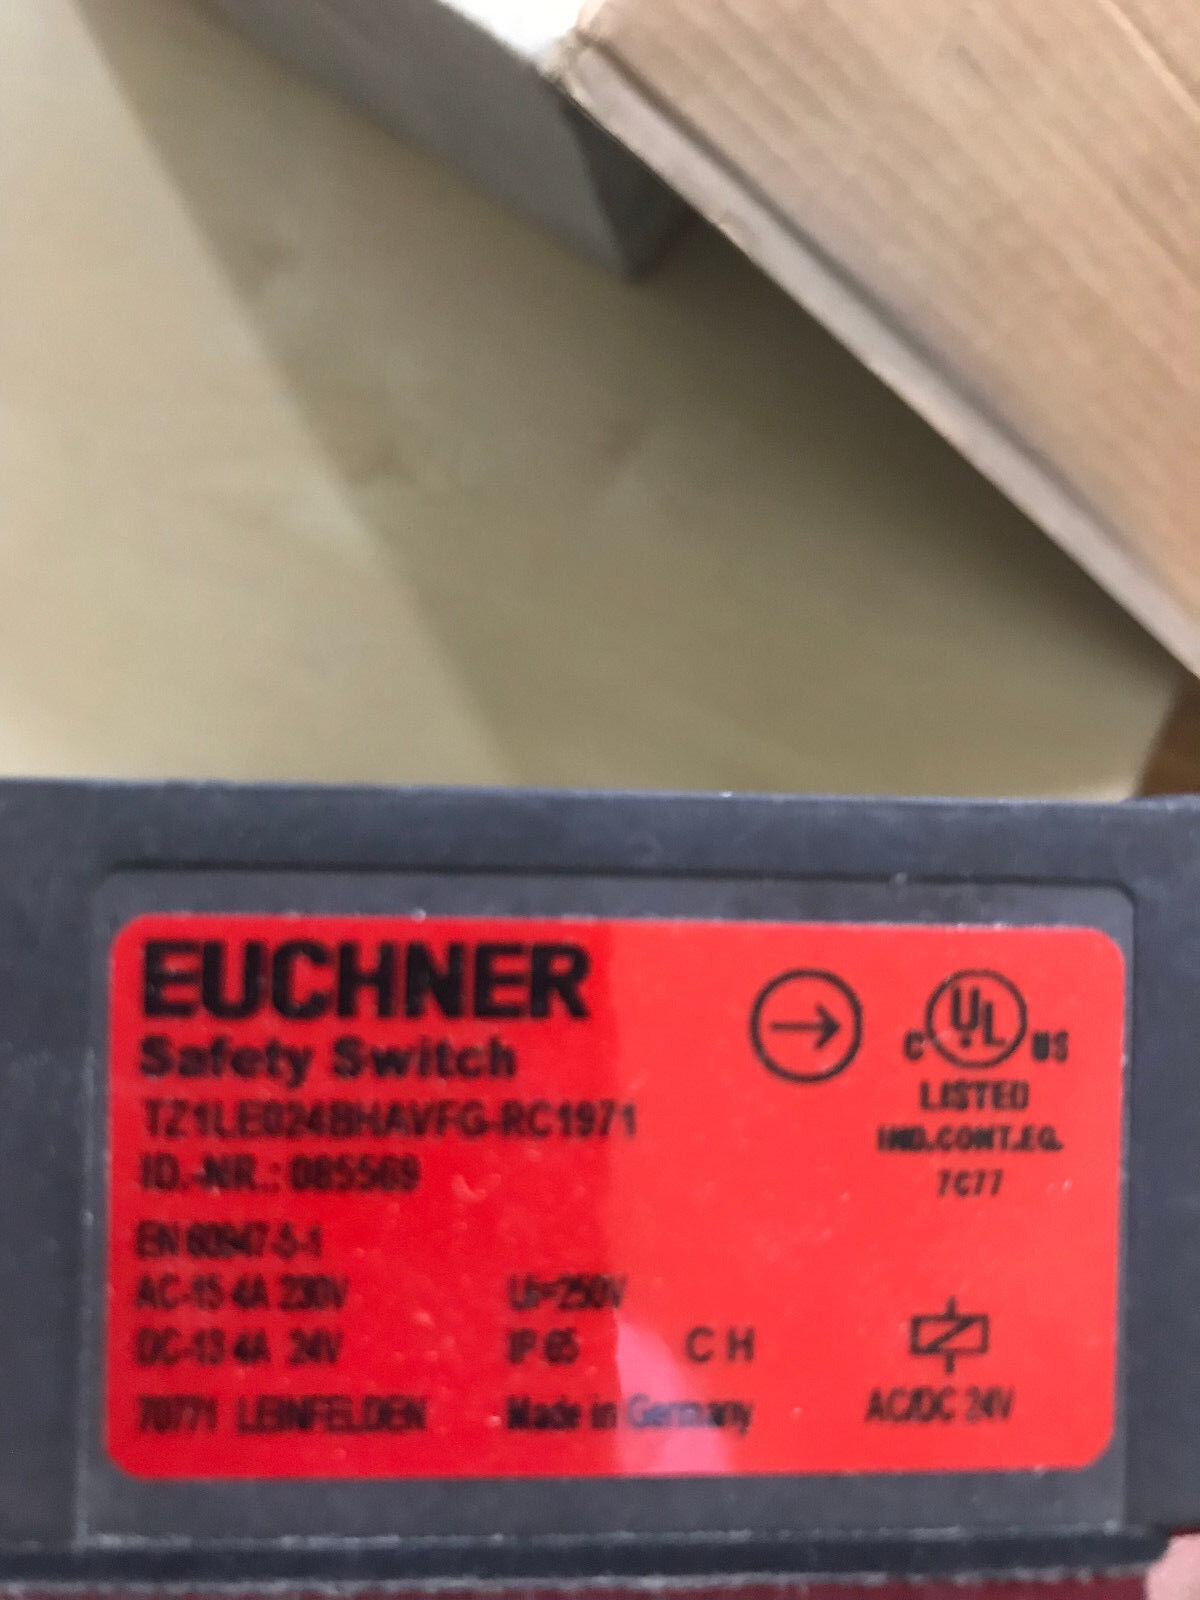 EUCHNER
Safety Switch
TZ1LE024BHAVFG-RC1971
ID.-NR.: 085569
EN 60947-5-1
AC-15 4A 230V Ui=250V
DC-13 4A 24V IP 65 C H
70771 LEINFELDEN Made in Germany
C UL US
LISTED
IND.CONT.EQ.
7C77
AC/DC 24V